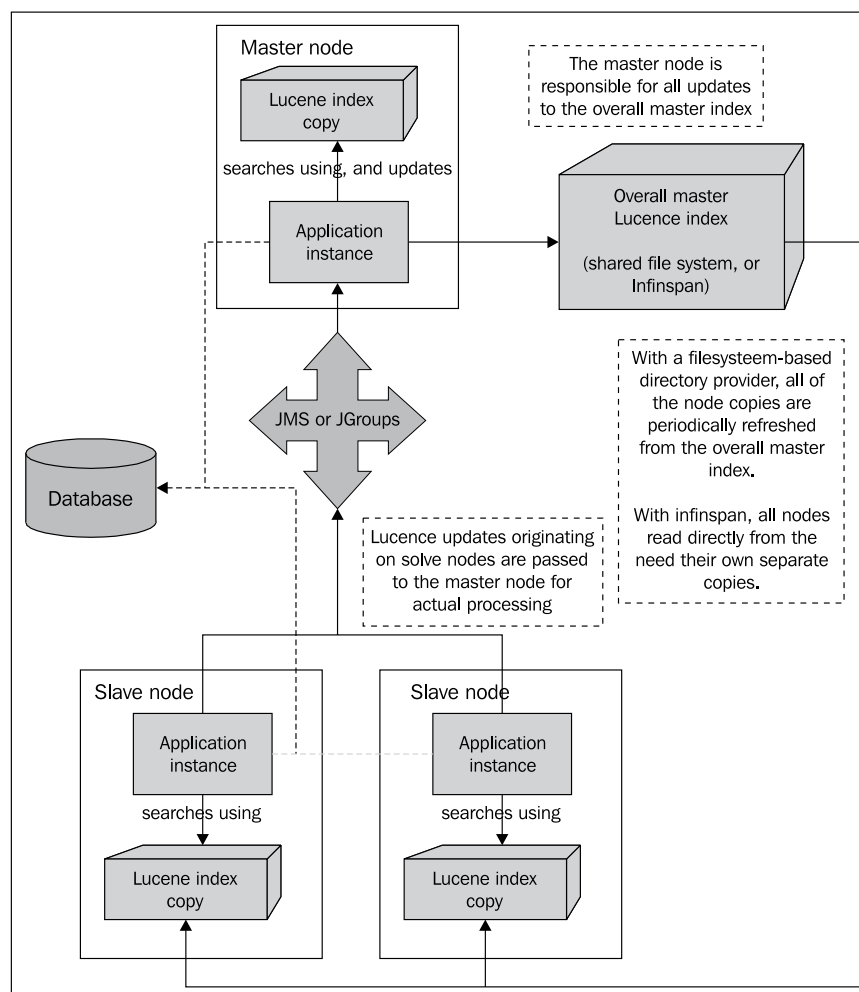 Master node
Lucene index
copy
searches using, and updates
Application
instance
The master node is
responsible for all updates
to the overall master index
Overall master
Lucence index
(shared file system, or
Infinspan)
With a filesysteem-based
directory provider, all of
the node copies are
periodically refreshed
from the overall master
index.
With infinspan, all nodes
read directly from the
need their own separate
copies.
JMS or JGroups
Database
Lucence updates originating
on solve nodes are passed
to the master node for
actual processing
Slave node
Application
instance
searches using
Lucene index
copy
Slave node
Application
instance
searches using
Lucene index
copy